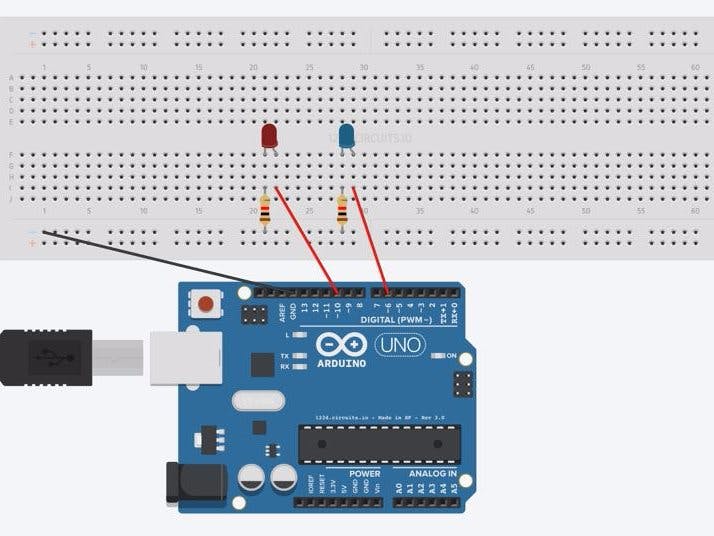 − −
+ +
1 5 10 15 20 25 30 35 40 45 50 55 60
A
B
C
D
E
123D.CIRCUITS.IO
F
G
H
I
J
1 5 10 15 20 25 30 35 40 45 50 55 60
− −
+ +
AREF GND 13 12 ~11 ~10 ~9 8 7 ~6 ~5 4 ~3 2 TX→1 RX←0
DIGITAL (PWM~)
L
TX
RX
UNO
ON
ARDUINO
123d.circuits.io - Made in SF - Rev 3.0
POWER ANALOG IN
IOREF RESET 3.3V 5V GND GND Vin A0 A1 A2 A3 A4 A5